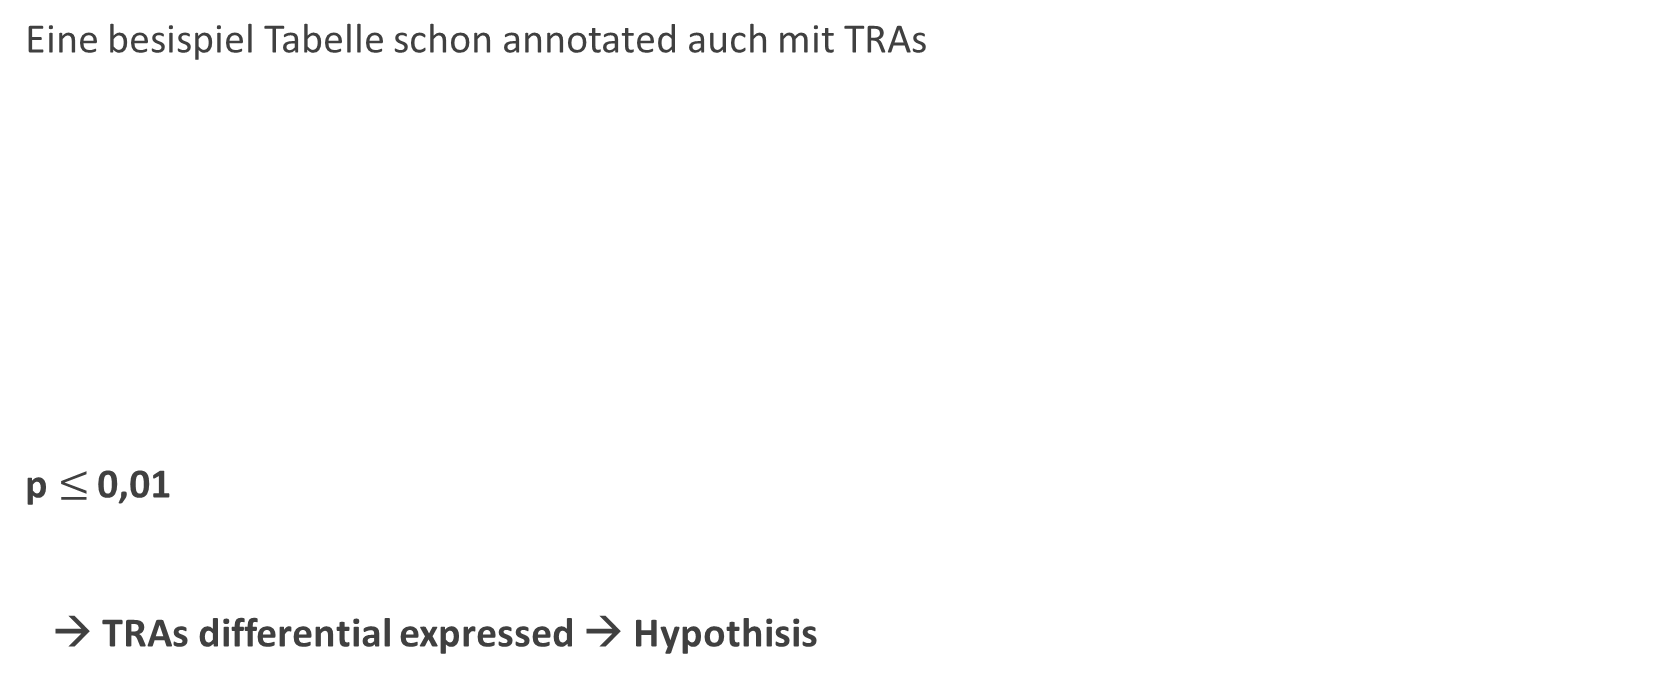 Eine besispiel Tabelle schon annotated auch mit TRAs
p ≤ 0,01
→ TRAs differential expressed → Hypothisis